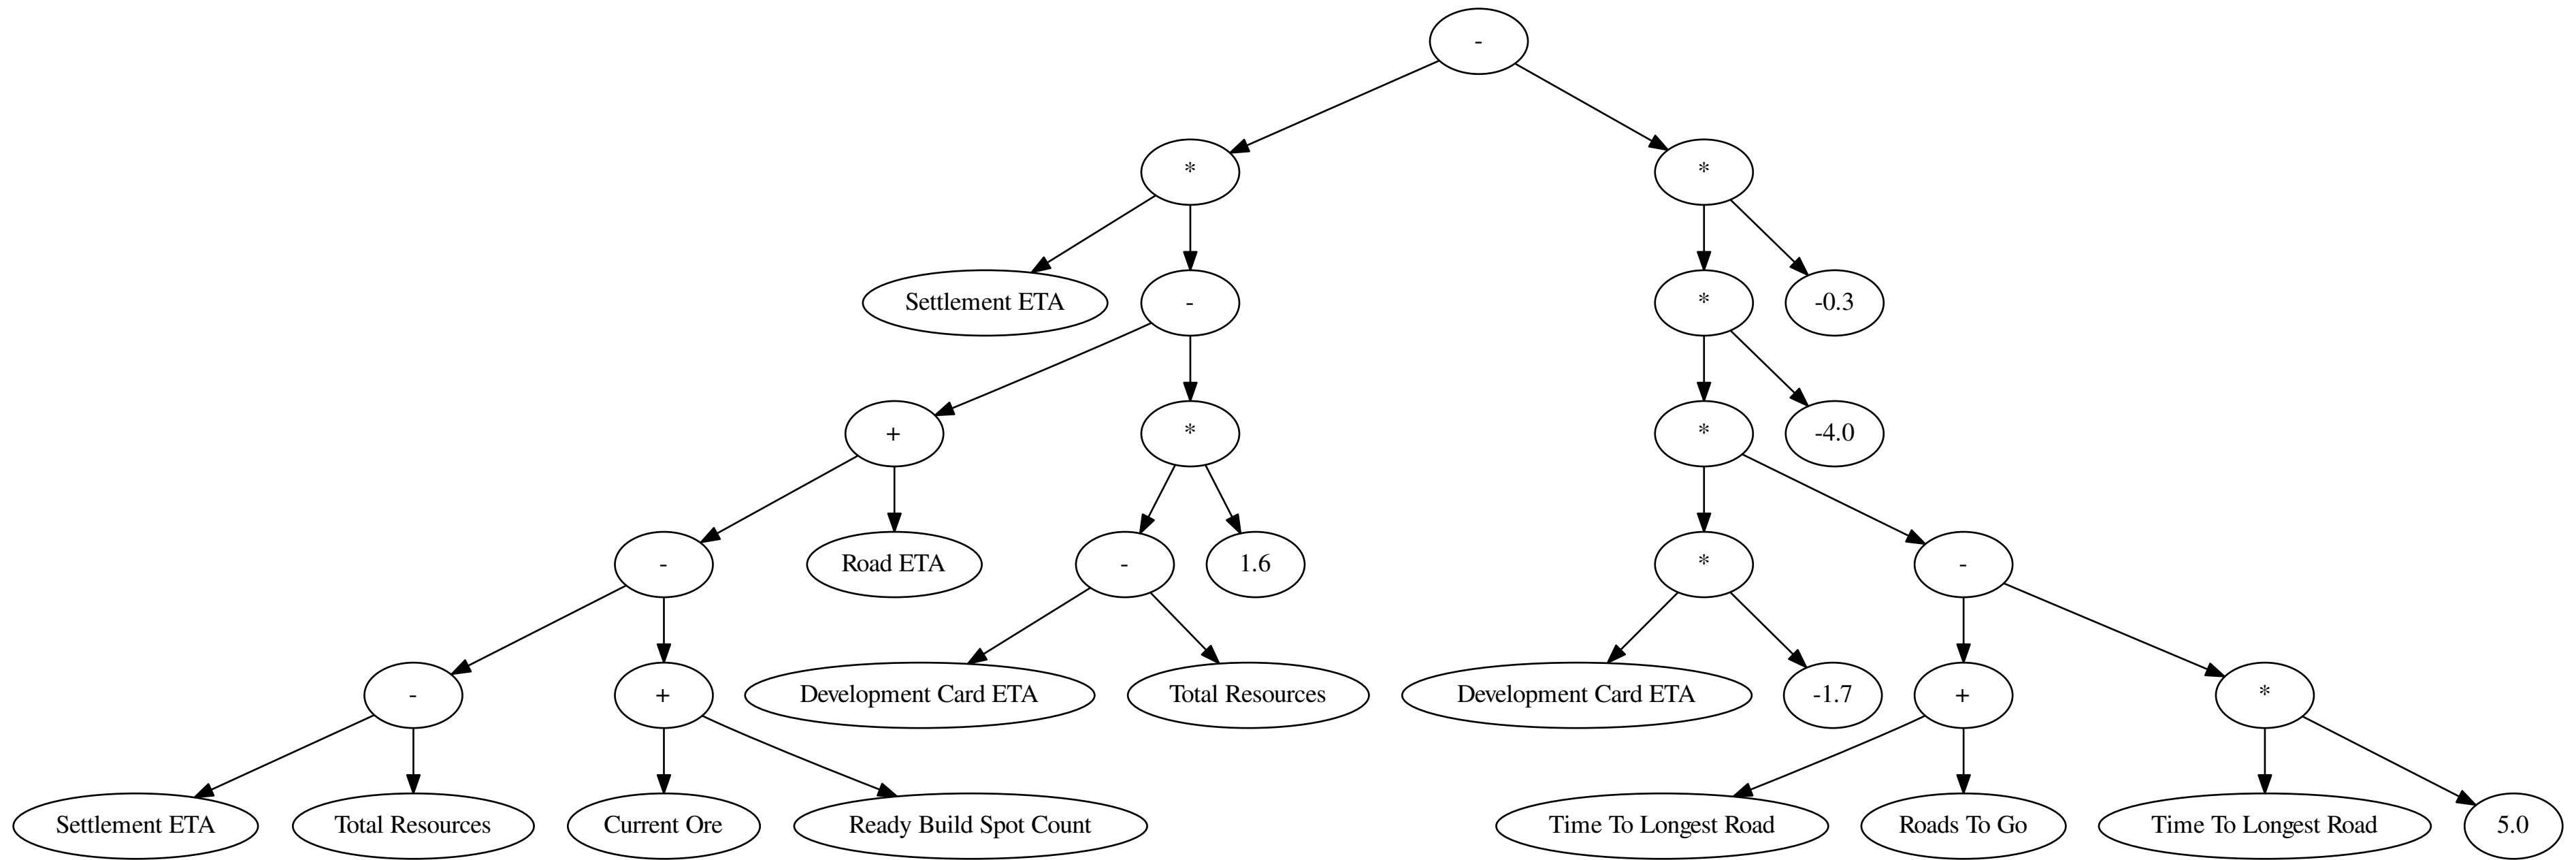 -
*
*
Settlement ETA
-
*
-0.3
+
*
*
-4.0
-
Road ETA
-
1.6
*
-
-
+
Development Card ETA
Total Resources
Development Card ETA
-1.7
+
*
Settlement ETA
Total Resources
Current Ore
Ready Build Spot Count
Time To Longest Road
Roads To Go
Time To Longest Road
5.0